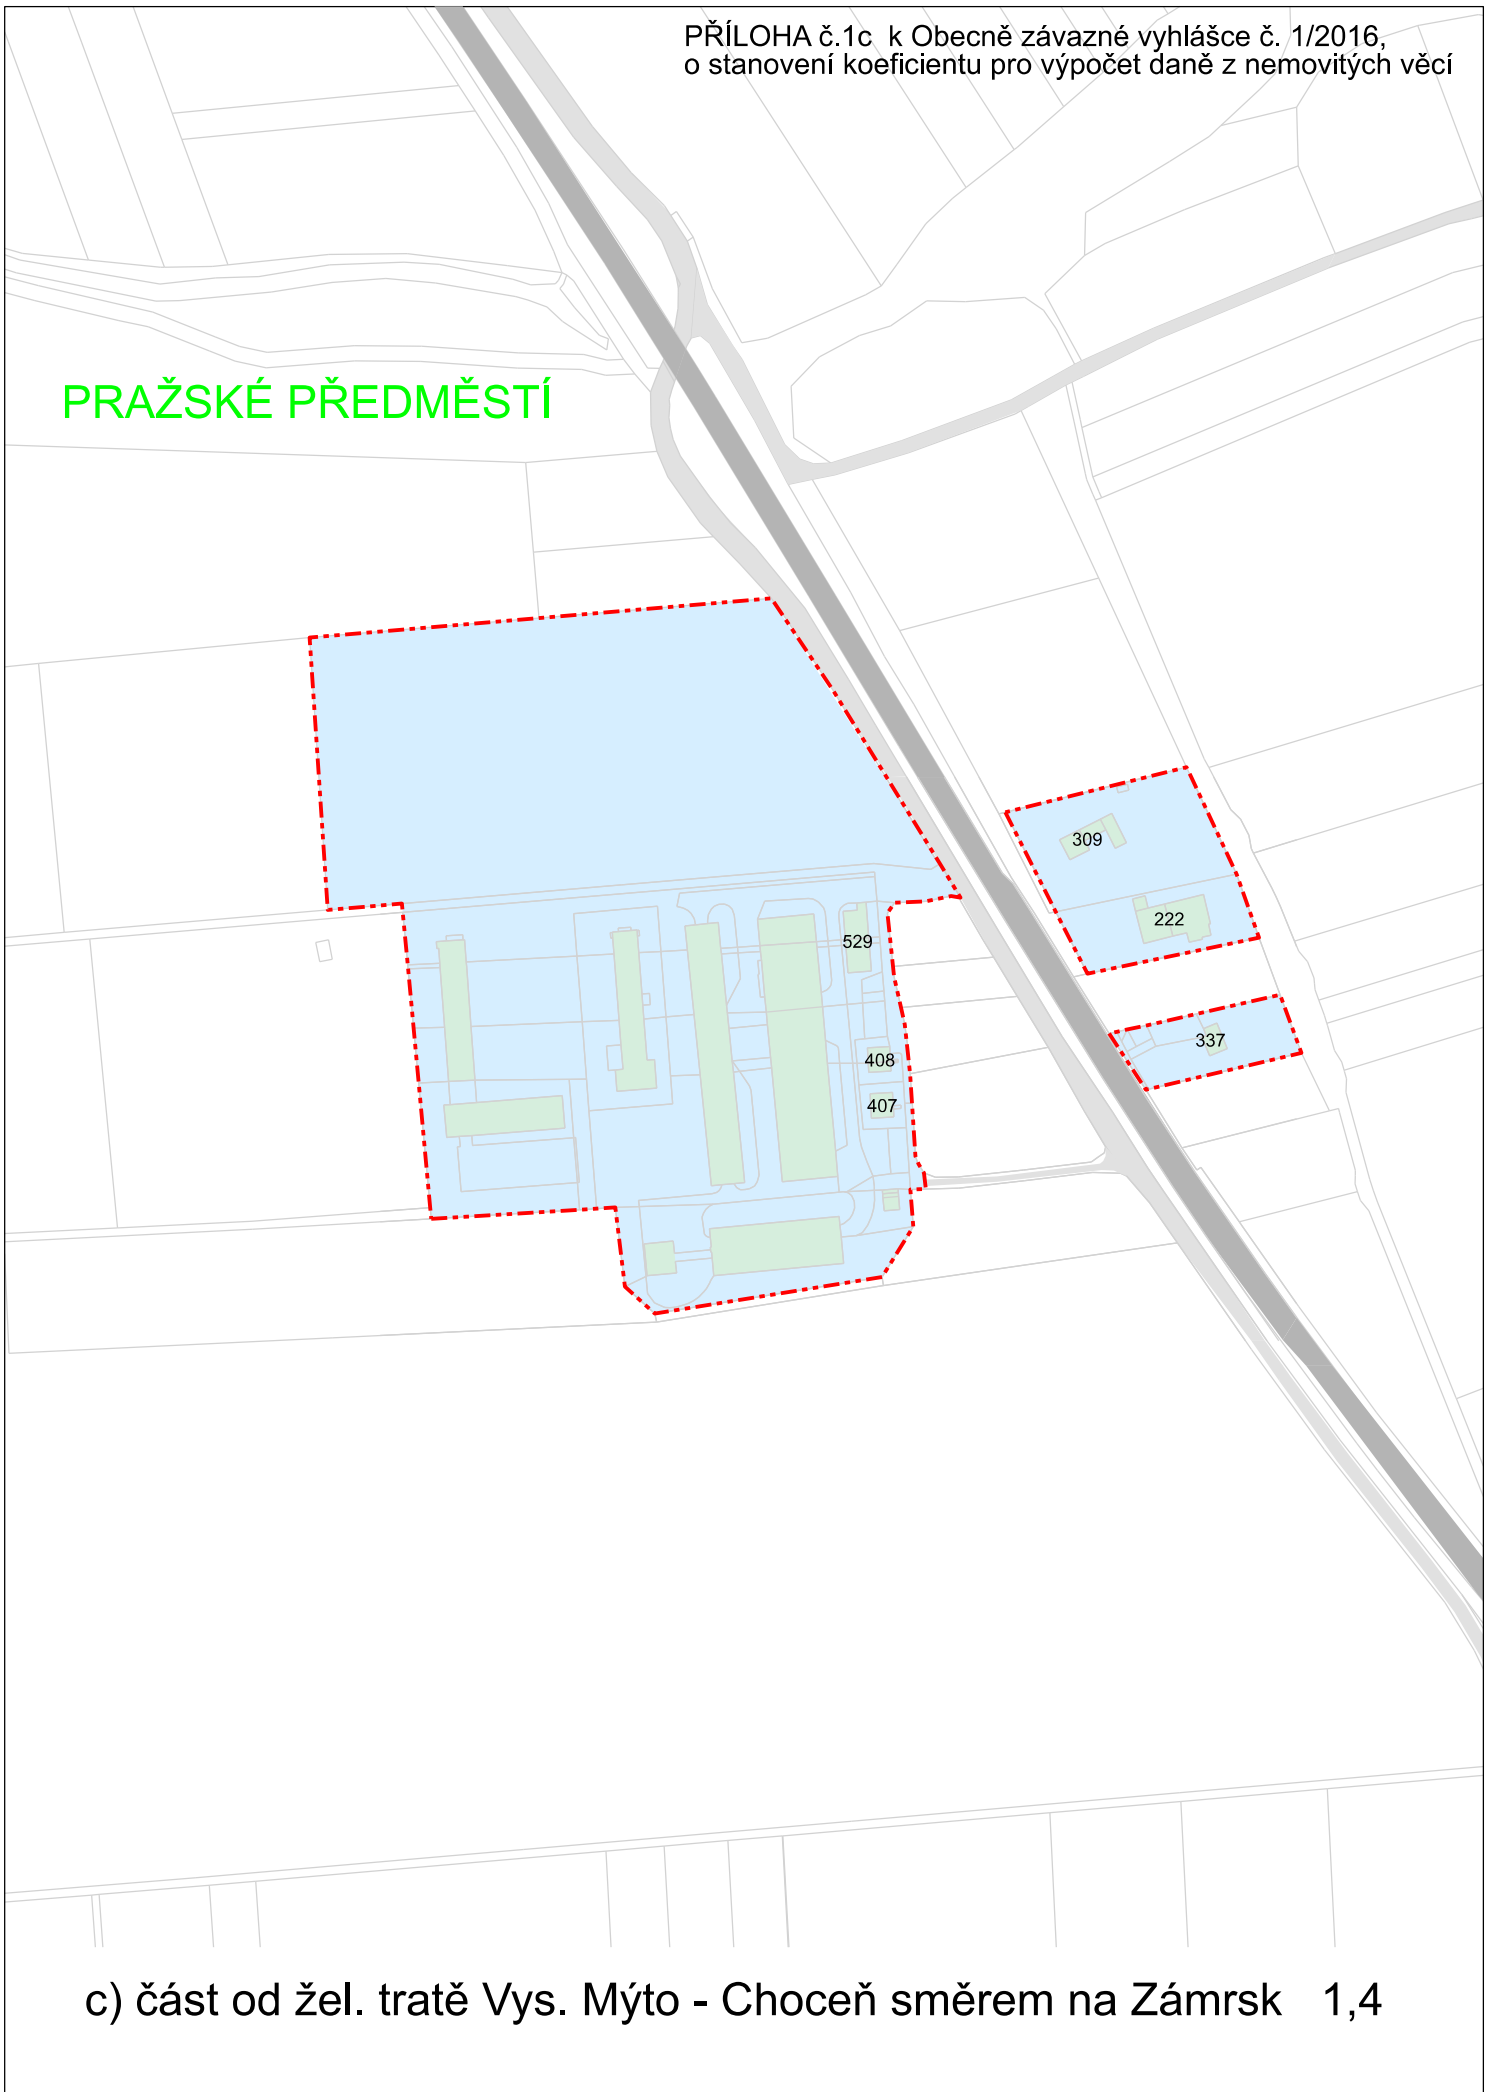 PŘÍLOHA č.1c k Obecně závazné vyhlášce č. 1/2016,
o stanovení koeficientu pro výpočet daně z nemovitých věcí
PRAŽSKÉ PŘEDMĚSTÍ
309
222
529
337
408
407
c) část od žel. tratě Vys. Mýto - Choceň směrem na Zámrsk 1,4